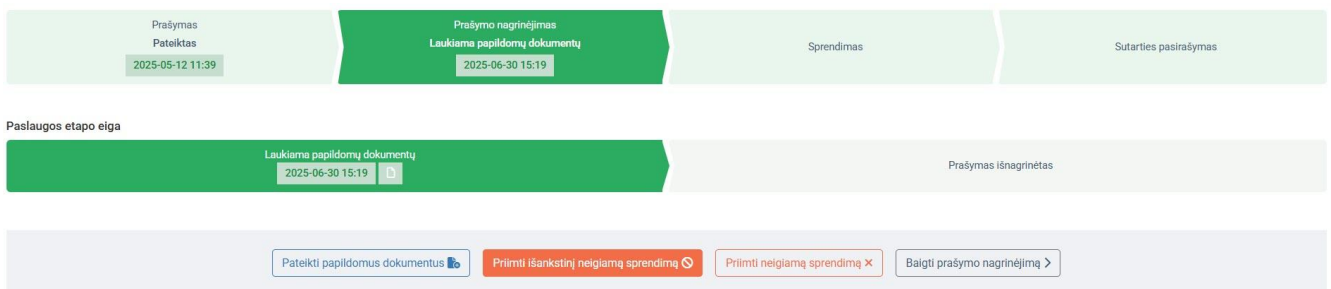 Prašymas
Pateiktas
2025-05-12 11:39
Prašymo nagrinėjimas
Laukiama papildomų dokumentų
2025-06-30 15:19
Sprendimas
Sutarties pasirašymas
Paslaugos etapo eiga
Laukiama papildomų dokumentų
2025-06-30 15:19
Prašymas išnagrinėtas
Pateikti papildomus dokumentus
Priimti išankstinį neigiamą sprendimą
Priimti neigiamą sprendimą
Baigti prašymo nagrinėjimą